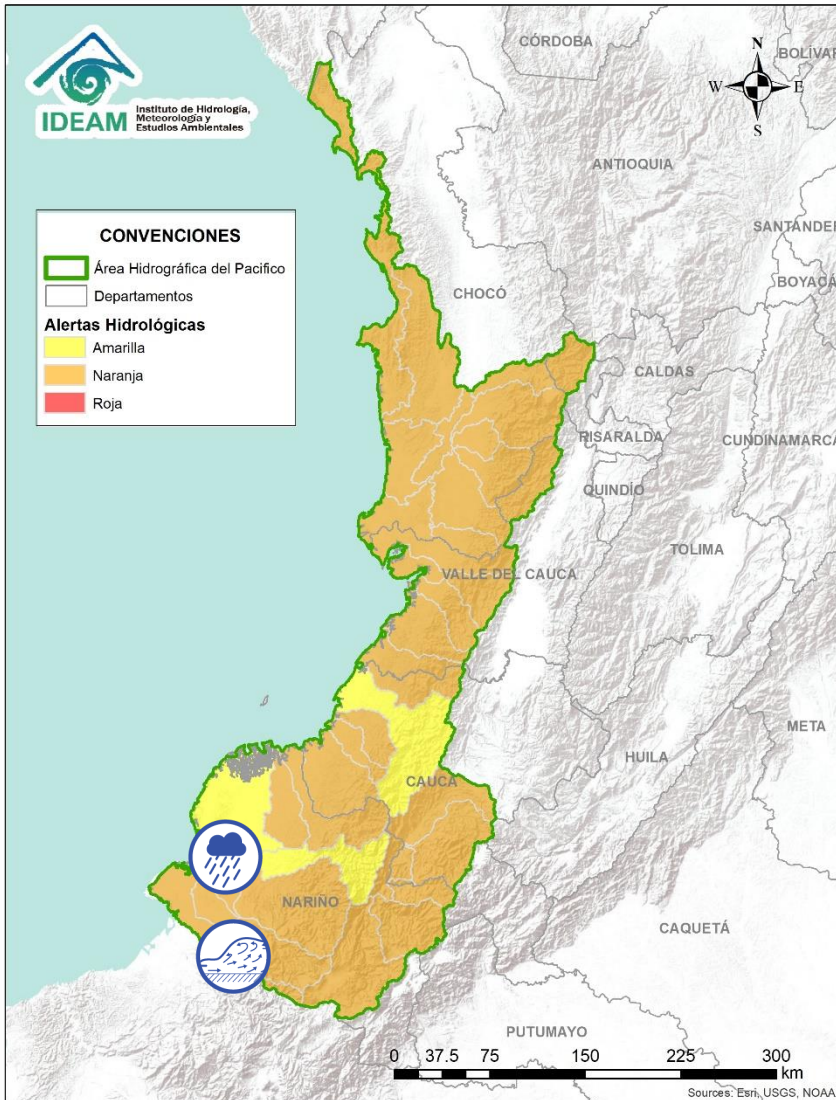 IDEAM
Instituto de Hidrología,
Meteorología y
Estudios Ambientales
CÓRDOBA
BOLÍVAR
N
W
E
S
ANTIOQUIA
SANTANDER
BOYACÁ
CONVENCIONES
Área Hidrográfica del Pacifico
Departamentos
Alertas Hidrológicas
Amarilla
Naranja
Roja
CHOCÓ
CALDAS
RISARALDA
CUNDINAMARCA
QUINDÍO
TOLIMA
VALLE DEL CAUCA
META
HUILA
CAUCA
NARIÑO
CAQUETÁ
PUTUMAYO
0 37.5 75 150 225 300
km
Sources: Esri, USGS, NOAA